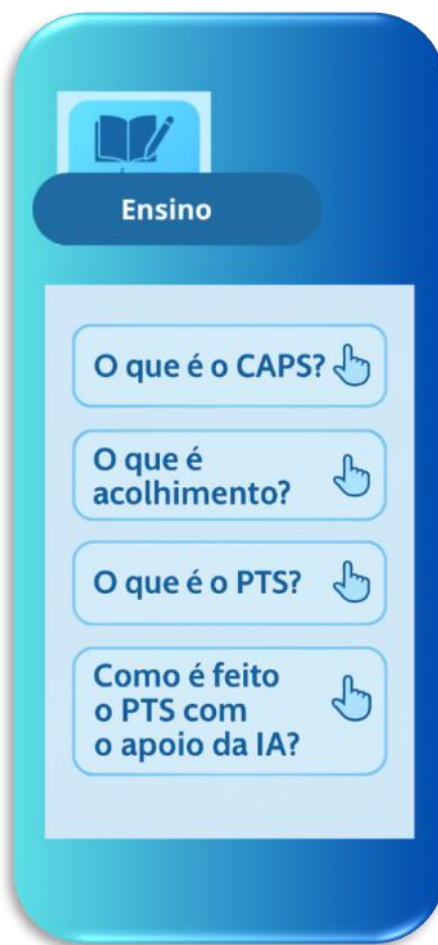 Ensino
O que é o CAPS?
O que é
acolhimento?
O que é o PTS?
Como é feito
o PTS com
o apoio da IA?